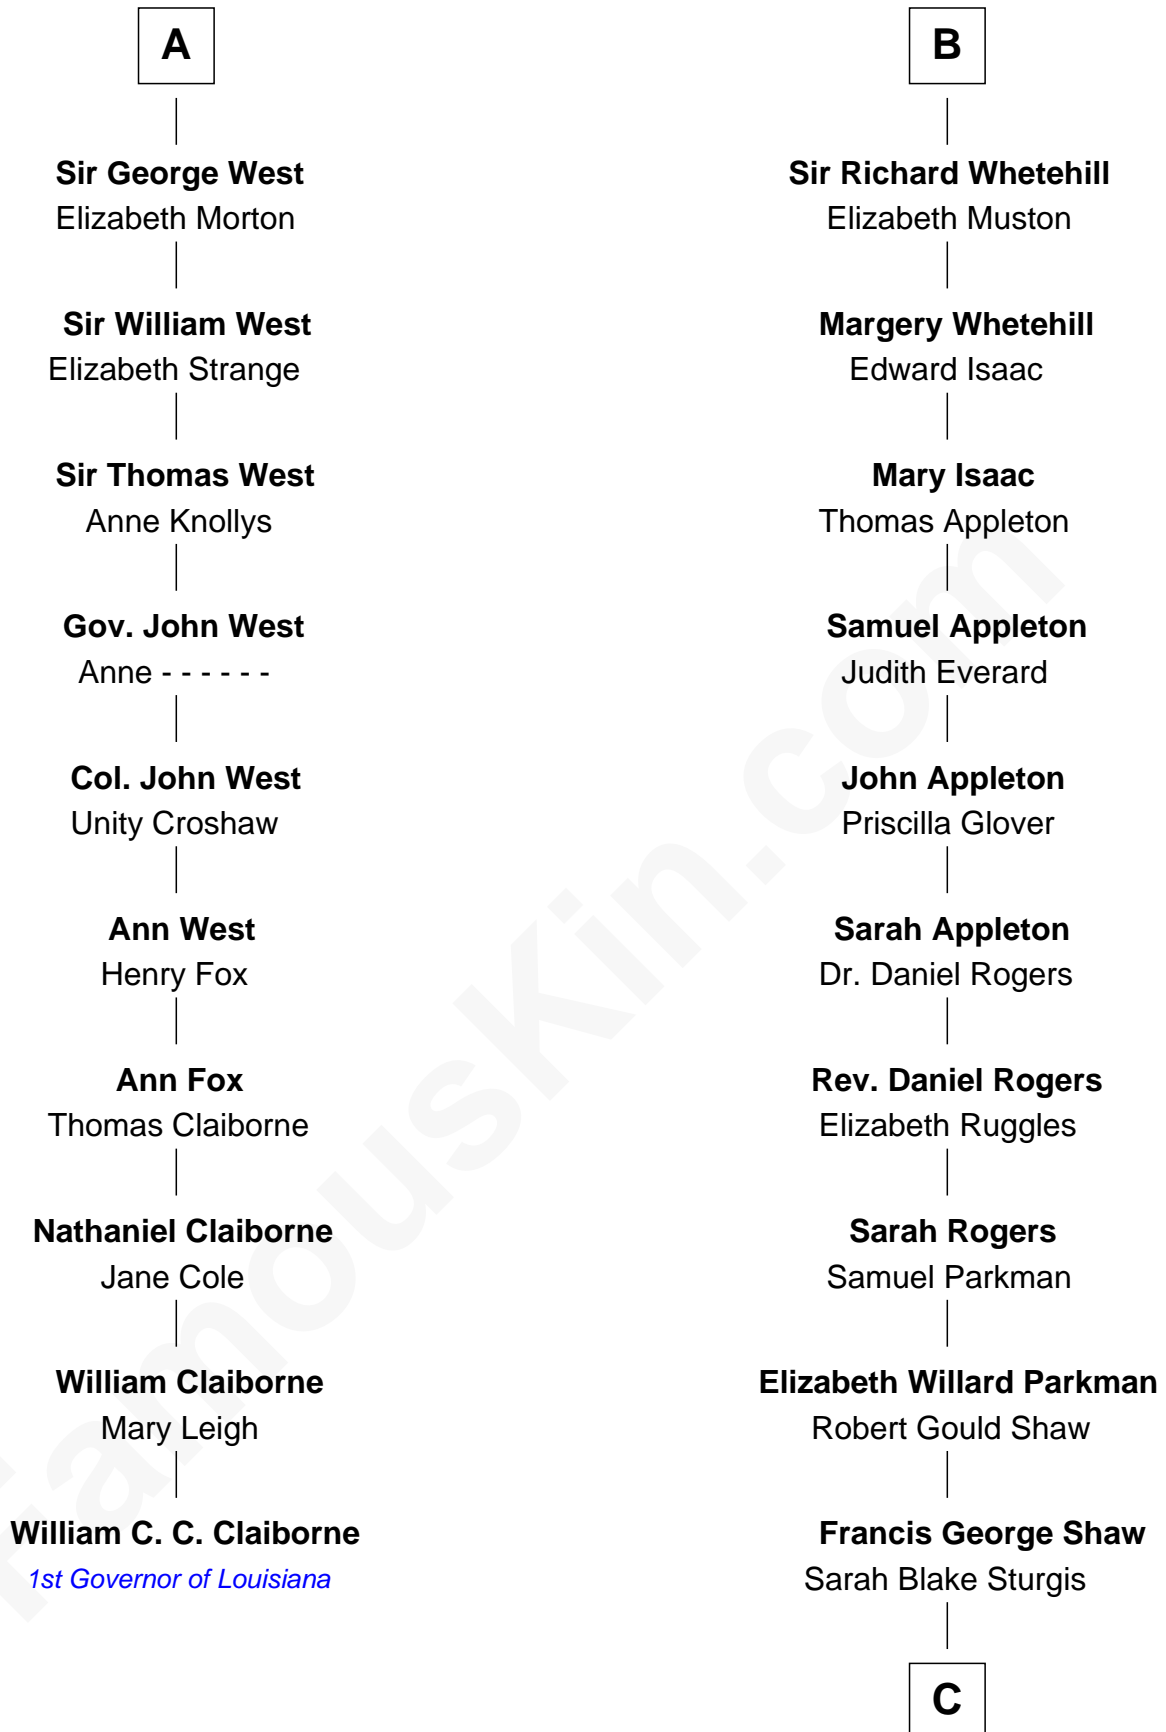 A
Sir George West
Elizabeth Morton
Sir William West
Elizabeth Strange
Sir Thomas West
Anne Knollys
Gov. John West
Anne - - - - - -
Col. John West
Unity Croshaw
Ann West
Henry Fox
Ann Fox
Thomas Claiborne
Nathaniel Claiborne
Jane Cole
William Claiborne
Mary Leigh
William C. C. Claiborne
1st Governor of Louisiana
B
Sir Richard Whetehill
Elizabeth Muston
Margery Whetehill
Edward Isaac
Mary Isaac
Thomas Appleton
Samuel Appleton
Judith Everard
John Appleton
Priscilla Glover
Sarah Appleton
Dr. Daniel Rogers
Rev. Daniel Rogers
Elizabeth Ruggles
Sarah Rogers
Samuel Parkman
Elizabeth Willard Parkman
Robert Gould Shaw
Francis George Shaw
Sarah Blake Sturgis
C
famouskin.com